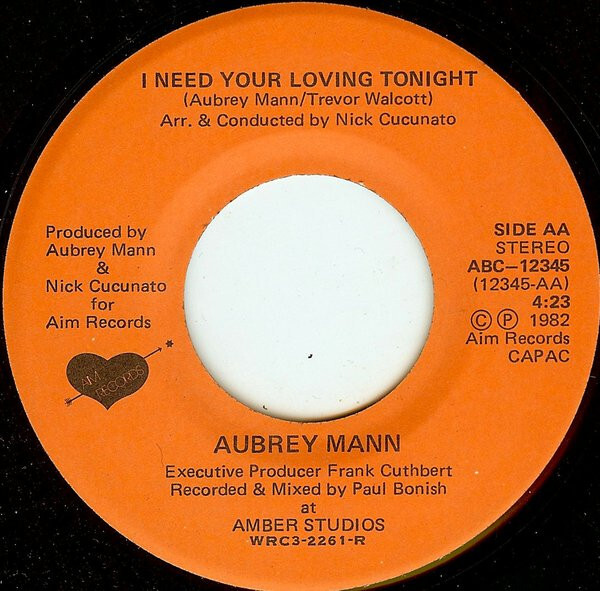 I NEED YOUR LOVING TONIGHT
(Aubrey Mann/Trevor Walcott)
Arr. & Conducted by Nick Cucunato
Produced by
Aubrey Mann
&
Nick Cucunato
for
Aim Records
AIM
RECORDS
SIDE AA
STEREO
ABC—12345
(12345-AA)
4:23
© ℗ 1982
Aim Records
CAPAC
AUBREY MANN
Executive Producer Frank Cuthbert
Recorded & Mixed by Paul Bonish
at
AMBER STUDIOS
WRC3-2261-R